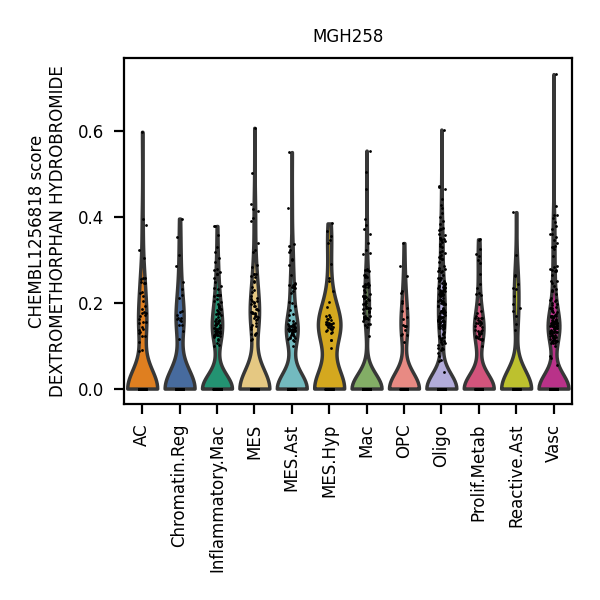 MGH258
CHEMBL1256818 score
DEXTROMETHORPHAN HYDROBROMIDE
0.6
0.4
0.2
0.0
AC
Chromatin.Reg
Inflammatory.Mac
MES
MES.Ast
MES.Hyp
Mac
OPC
Oligo
Prolif.Metab
Reactive.Ast
Vasc